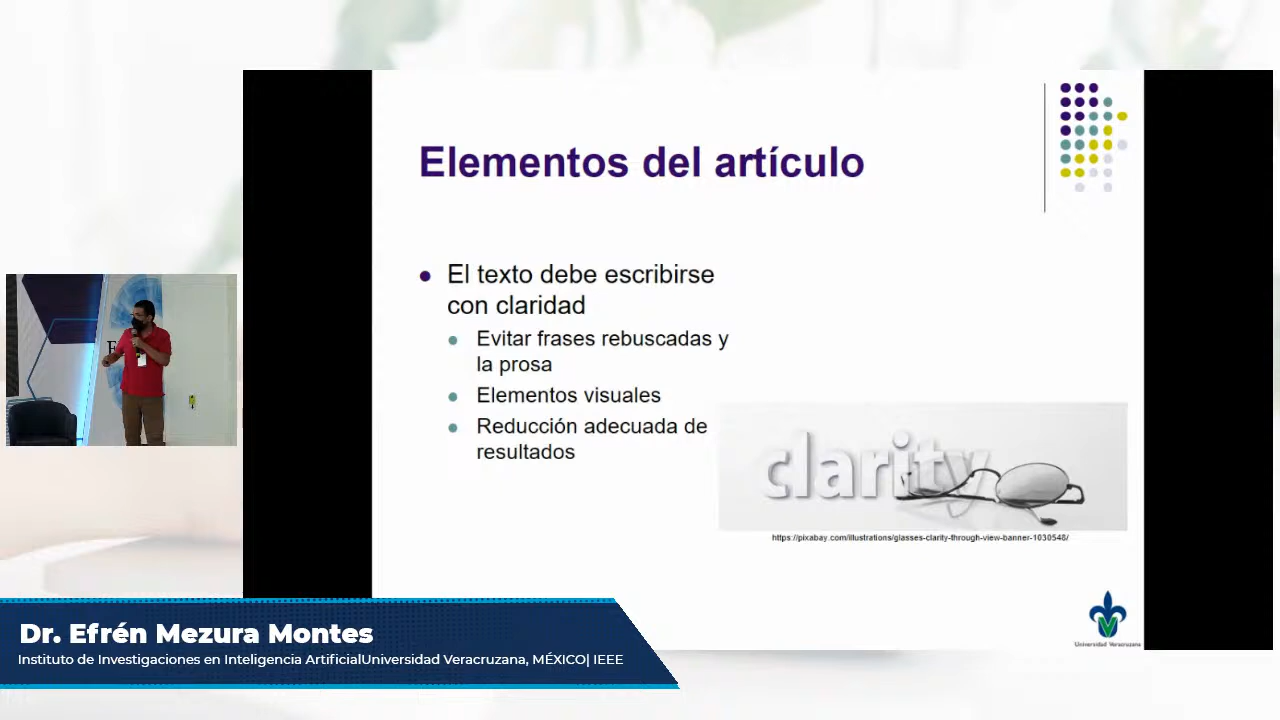 Elementos del artículo
El texto debe escribirse
con claridad
Evitar frases rebuscadas y
la prosa
Elementos visuales
Reducción adecuada de
resultados
clarity
https://pixabay.com/illustrations/glasses-clarity-through-view-banner-1030548/
Universidad Veracruzana
Dr. Efrén Mezura Montes
Instituto de Investigaciones en Inteligencia ArtificialUniversidad Veracruzana, MÉXICO| IEEE